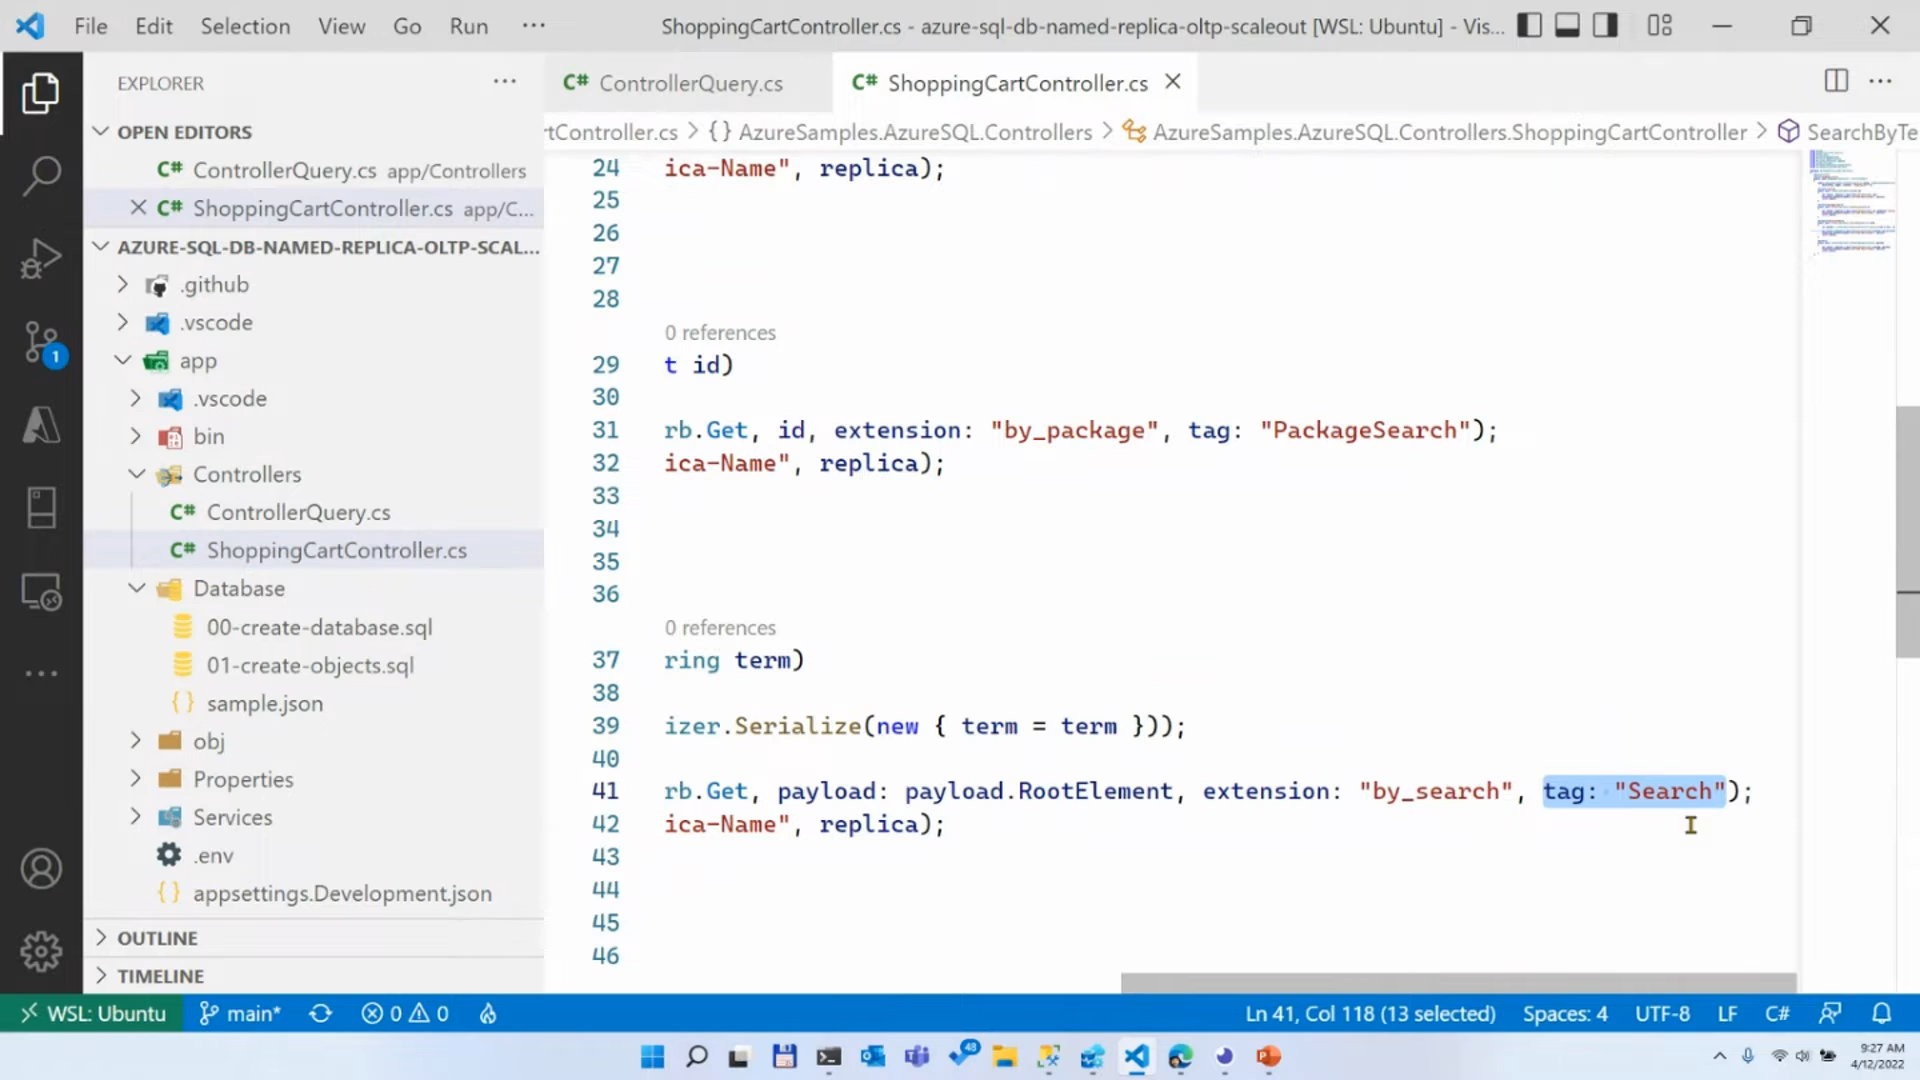 File Edit Selection View Go Run ···
ShoppingCartController.cs - azure-sql-db-named-replica-oltp-scaleout [WSL: Ubuntu] - Vis...
EXPLORER
OPEN EDITORS
C# ControllerQuery.cs app/Controllers
C# ShoppingCartController.cs app/C...
AZURE-SQL-DB-NAMED-REPLICA-OLTP-SCAL...
.github
.vscode
app
.vscode
bin
Controllers
C# ControllerQuery.cs
C# ShoppingCartController.cs
Database
00-create-database.sql
01-create-objects.sql
{} sample.json
obj
Properties
Services
.env
{} appsettings.Development.json
OUTLINE
TIMELINE
1
C# ControllerQuery.cs
C# ShoppingCartController.cs
rtController.cs > {} AzureSamples.AzureSQL.Controllers > AzureSamples.AzureSQL.Controllers.ShoppingCartController > SearchByTe
24 ica-Name", replica);
25
26
27
28
0 references
29 t id)
30
31 rb.Get, id, extension: "by_package", tag: "PackageSearch");
32 ica-Name", replica);
33
34
35
36
0 references
37 ring term)
38
39 izer.Serialize(new { term = term }));
40
41 rb.Get, payload: payload.RootElement, extension: "by_search", tag: "Search");
42 ica-Name", replica);
43
44
45
46
WSL: Ubuntu main* 0 0
Ln 41, Col 118 (13 selected) Spaces: 4 UTF-8 LF C#
48
9:27 AM
4/12/2022